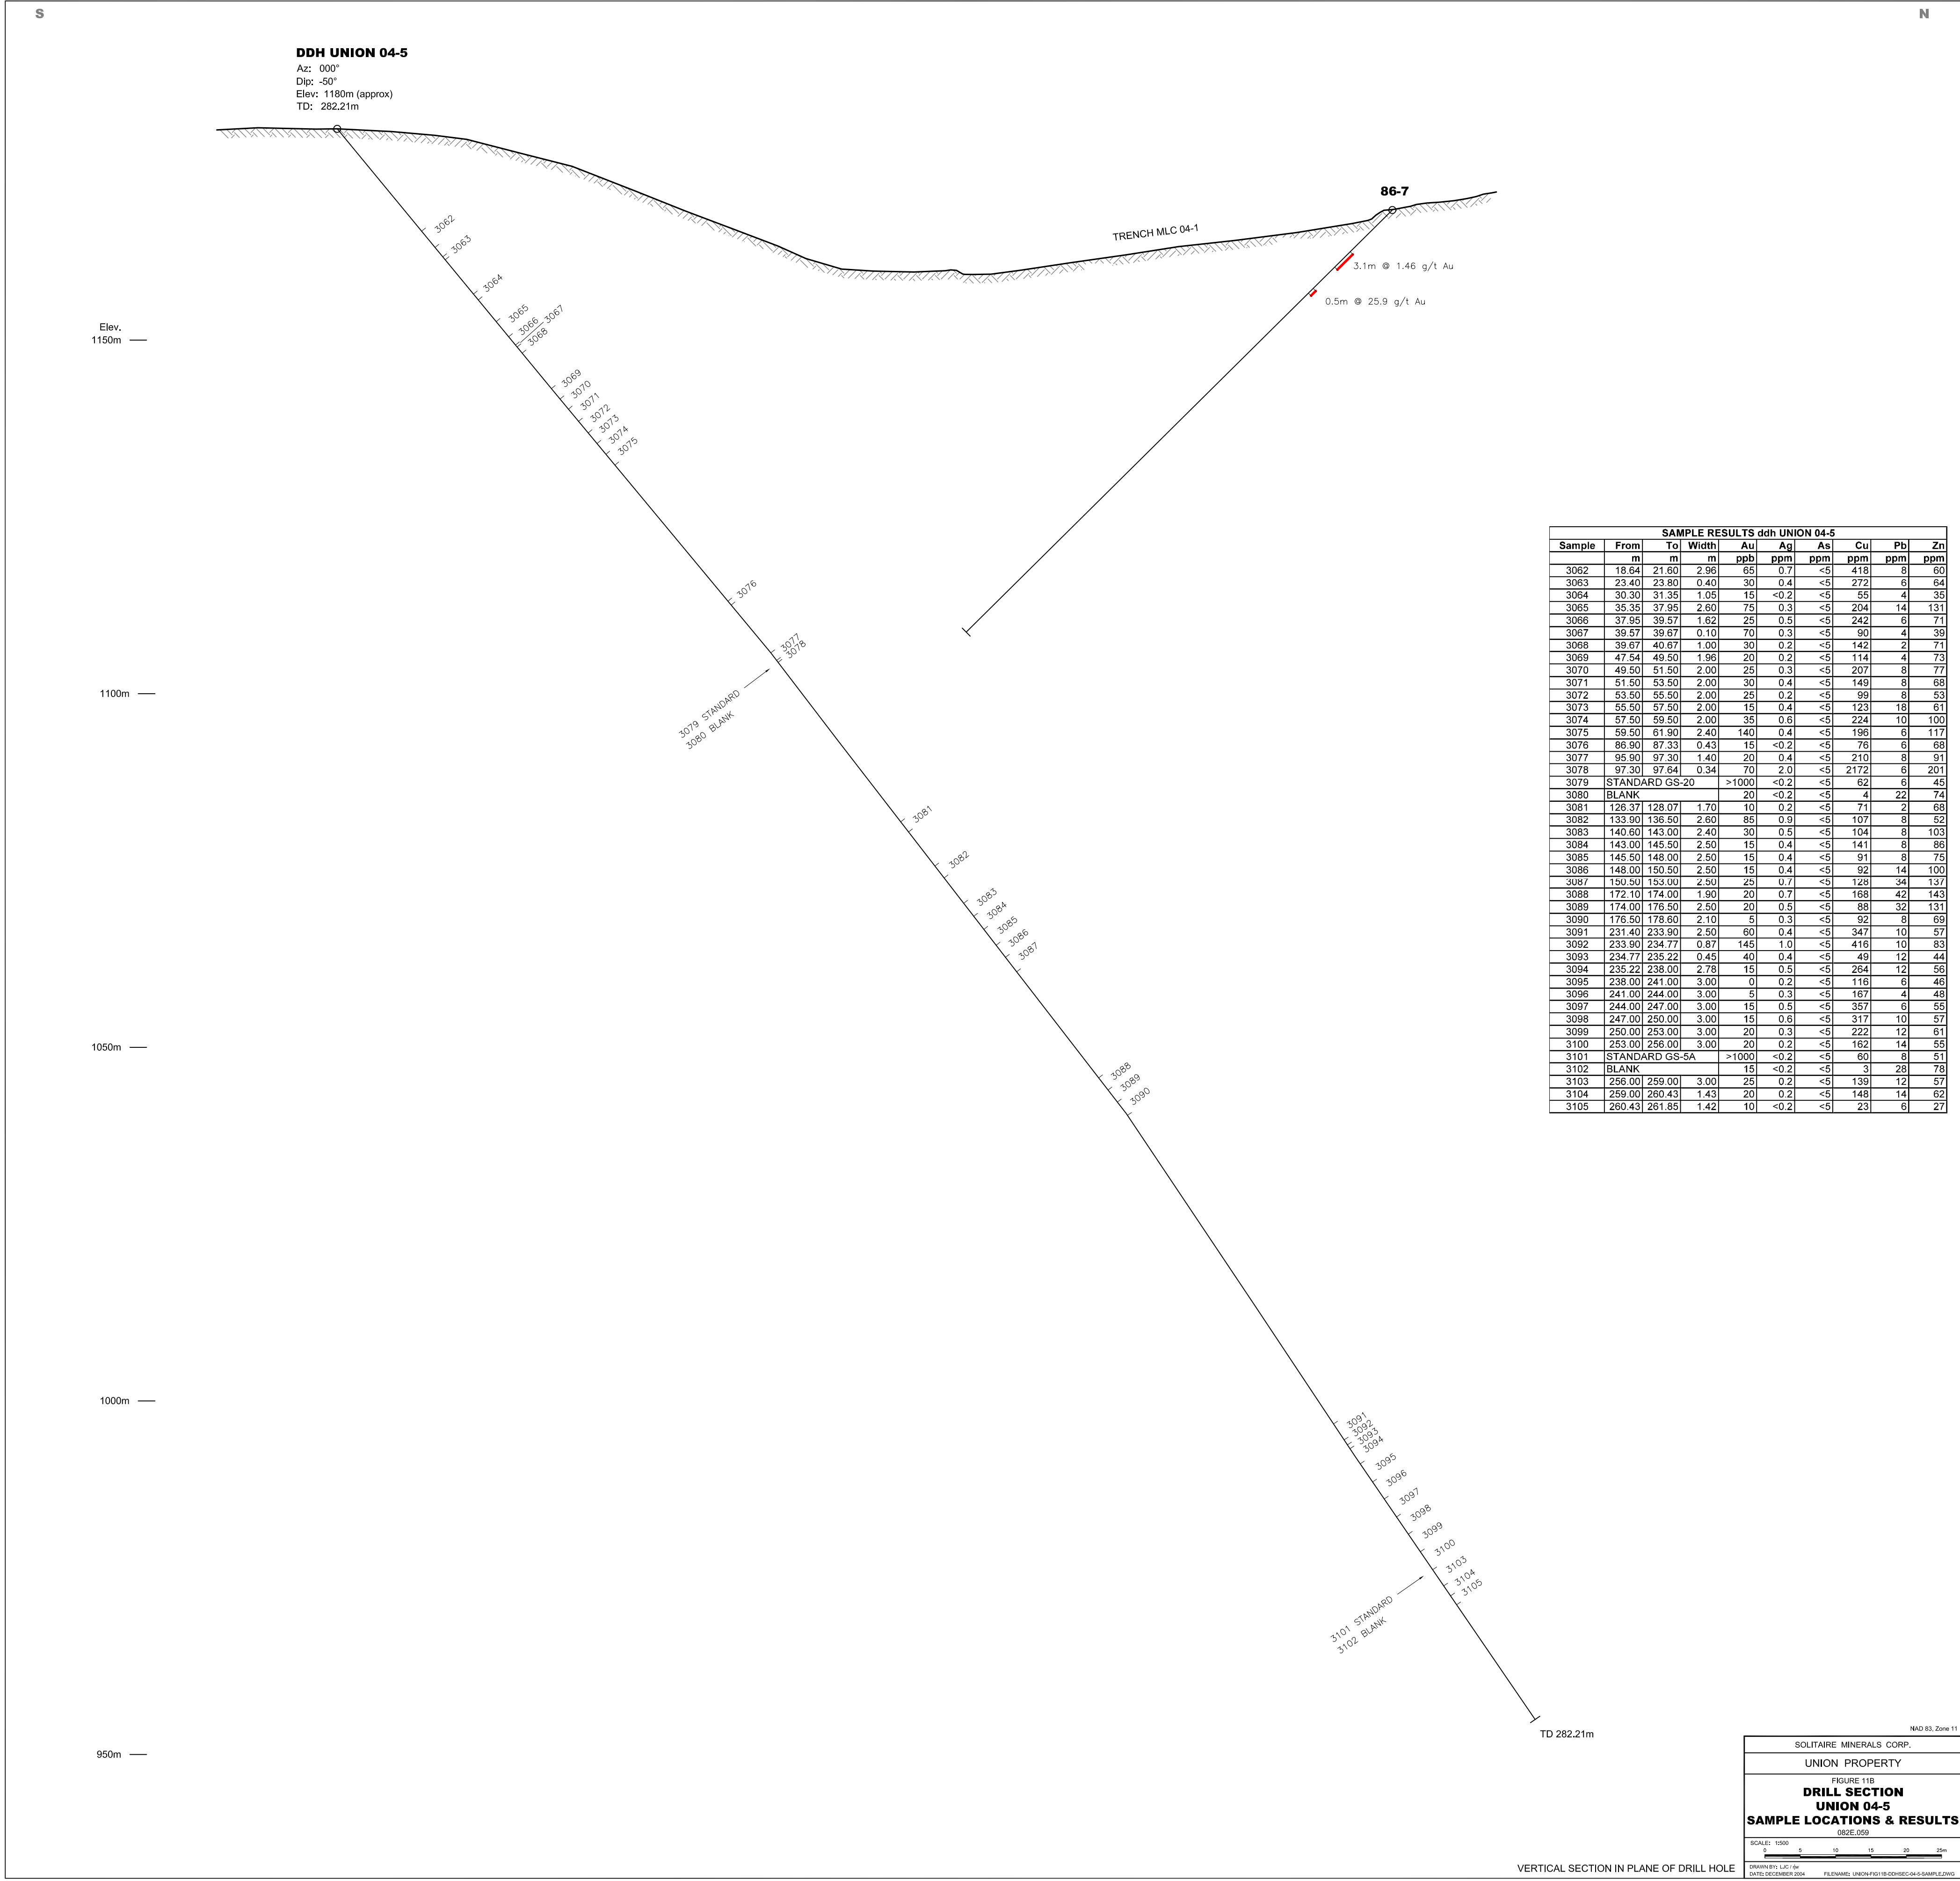 S
N
DDH UNION 04-5
Az: 000°
Dip: -50°
Elev: 1180m (approx)
TD: 282.21m
86-7
TRENCH MLC 04-1
3.1m @ 1.46 g/t Au
0.5m @ 25.9 g/t Au
3062
3063
3064
3065
3066
3067
3068
3069
3070
3071
3072
3073
3074
3075
3076
3077
3078
3079 STANDARD
3080 BLANK
3081
3082
3083
3084
3085
3086
3087
3088
3089
3090
3091
3092
3093
3094
3095
3096
3097
3098
3099
3100
3103
3104
3105
3101 STANDARD
3102 BLANK
TD 282.21m
Elev.
1150m
1100m
1050m
1000m
950m
SAMPLE RESULTS ddh UNION 04-5
Sample From To Width Au Ag As Cu Pb Zn
m m m ppb ppm ppm ppm ppm ppm
3062 18.64 21.60 2.96 65 0.7 <5 418 8 60
3063 23.40 23.80 0.40 30 0.4 <5 272 6 64
3064 30.30 31.35 1.05 15 <0.2 <5 55 4 35
3065 35.35 37.95 2.60 75 0.3 <5 204 14 131
3066 37.95 39.57 1.62 25 0.5 <5 242 6 71
3067 39.57 39.67 0.10 70 0.3 <5 90 4 39
3068 39.67 40.67 1.00 30 0.2 <5 142 2 71
3069 47.54 49.50 1.96 20 0.2 <5 114 4 73
3070 49.50 51.50 2.00 25 0.3 <5 207 8 77
3071 51.50 53.50 2.00 30 0.4 <5 149 8 68
3072 53.50 55.50 2.00 25 0.2 <5 99 8 53
3073 55.50 57.50 2.00 15 0.4 <5 123 18 61
3074 57.50 59.50 2.00 35 0.6 <5 224 10 100
3075 59.50 61.90 2.40 140 0.4 <5 196 6 117
3076 86.90 87.33 0.43 15 <0.2 <5 76 6 68
3077 95.90 97.30 1.40 20 0.4 <5 210 8 91
3078 97.30 97.64 0.34 70 2.0 <5 2172 6 201
3079 STANDARD GS-20 >1000 <0.2 <5 62 6 45
3080 BLANK 20 <0.2 <5 4 22 74
3081 126.37 128.07 1.70 10 0.2 <5 71 2 68
3082 133.90 136.50 2.60 85 0.9 <5 107 8 52
3083 140.60 143.00 2.40 30 0.5 <5 104 8 103
3084 143.00 145.50 2.50 15 0.4 <5 141 8 86
3085 145.50 148.00 2.50 15 0.4 <5 91 8 75
3086 148.00 150.50 2.50 15 0.4 <5 92 14 100
3087 150.50 153.00 2.50 25 0.7 <5 128 34 137
3088 172.10 174.00 1.90 20 0.7 <5 168 42 143
3089 174.00 176.50 2.50 20 0.5 <5 88 32 131
3090 176.50 178.60 2.10 5 0.3 <5 92 8 69
3091 231.40 233.90 2.50 60 0.4 <5 347 10 57
3092 233.90 234.77 0.87 145 1.0 <5 416 10 83
3093 234.77 235.22 0.45 40 0.4 <5 49 12 44
3094 235.22 238.00 2.78 15 0.5 <5 264 12 56
3095 238.00 241.00 3.00 0 0.2 <5 116 6 46
3096 241.00 244.00 3.00 5 0.3 <5 167 4 48
3097 244.00 247.00 3.00 15 0.5 <5 357 6 55
3098 247.00 250.00 3.00 15 0.6 <5 317 10 57
3099 250.00 253.00 3.00 20 0.3 <5 222 12 61
3100 253.00 256.00 3.00 20 0.2 <5 162 14 55
3101 STANDARD GS-5A >1000 <0.2 <5 60 8 51
3102 BLANK 15 <0.2 <5 3 28 78
3103 256.00 259.00 3.00 25 0.2 <5 139 12 57
3104 259.00 260.43 1.43 20 0.2 <5 148 14 62
3105 260.43 261.85 1.42 10 <0.2 <5 23 6 27
NAD 83, Zone 11
SOLITAIRE MINERALS CORP.
UNION PROPERTY
FIGURE 11B
DRILL SECTION
UNION 04-5
SAMPLE LOCATIONS & RESULTS
082E.059
SCALE: 1:500
0 5 10 15 20 25m
DRAWN BY: LJC / djw
DATE: DECEMBER 2004 FILENAME: UNION-FIG11B-DDHSEC-04-5-SAMPLE.DWG
VERTICAL SECTION IN PLANE OF DRILL HOLE